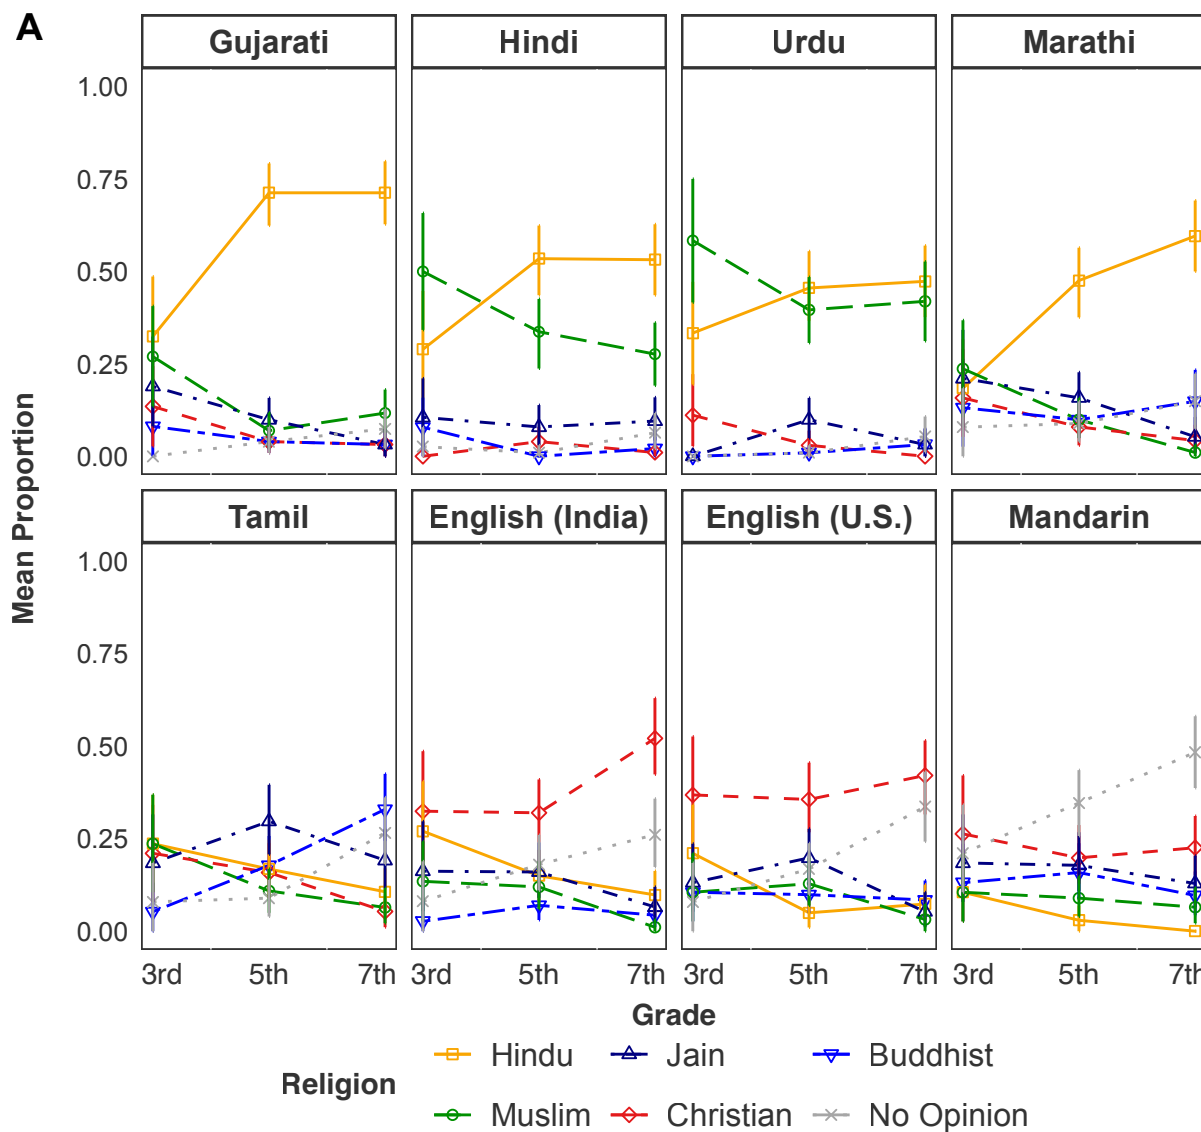 A
Gujarati Hindi Urdu Marathi
1.00
0.75
0.50
0.25
0.00
Tamil English (India) English (U.S.) Mandarin
1.00
0.75
0.50
0.25
0.00
Mean Proportion
3rd 5th 7th 3rd 5th 7th 3rd 5th 7th 3rd 5th 7th
Grade
Religion
Hindu Jain Buddhist
Muslim Christian No Opinion